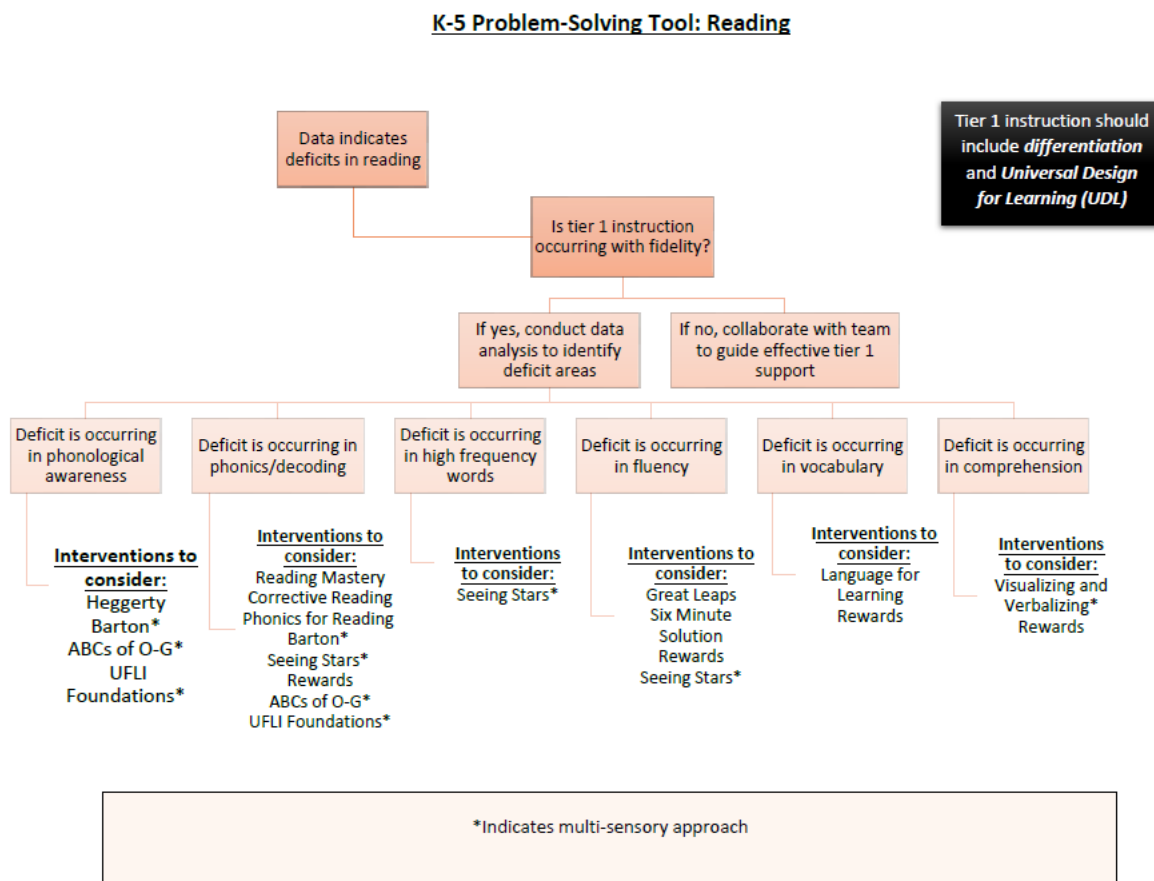 K-5 Problem-Solving Tool: Reading
Data indicates
deficits in reading
Tier 1 instruction should
include differentiation
and Universal Design
for Learning (UDL)
Is tier 1 instruction
occurring with fidelity?
If yes, conduct data
analysis to identify
deficit areas
If no, collaborate with team
to guide effective tier 1
support
Deficit is occurring
in phonological
awareness
Deficit is occurring in
phonics/decoding
Deficit is occurring
in high frequency
words
Deficit is occurring
in fluency
Deficit is occurring
in vocabulary
Deficit is occurring
in comprehension
Interventions to
consider:
Heggerty
Barton*
ABCs of O-G*
UFLI
Foundations*
Interventions to
consider:
Reading Mastery
Corrective Reading
Phonics for Reading
Barton*
Seeing Stars*
Rewards
ABCs of O-G*
UFLI Foundations*
Interventions
to consider:
Seeing Stars*
Interventions to
consider:
Great Leaps
Six Minute
Solution
Rewards
Seeing Stars*
Interventions to
consider:
Language for
Learning
Rewards
Interventions
to consider:
Visualizing and
Verbalizing*
Rewards
*Indicates multi-sensory approach